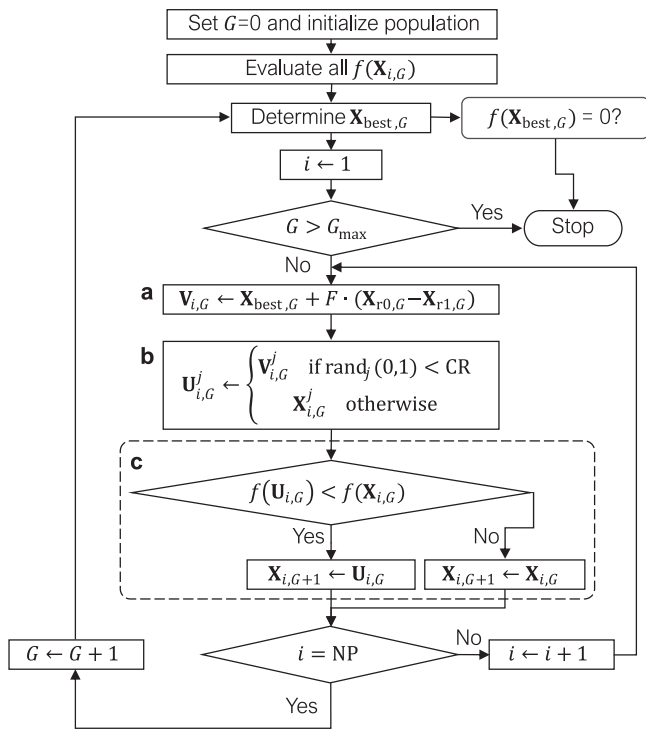 Set G=0 and initialize population
Evaluate all f(X_{i,G})
Determine X_{best,G}
f(X_{best,G}) = 0?
i ← 1
G > G_{max}
Yes
Stop
No
a
V_{i,G} ← X_{best,G} + F · (X_{r0,G} − X_{r1,G})
b
U^j_{i,G} ← { V^j_{i,G} if rand_j (0,1) < CR
X^j_{i,G} otherwise
c
f(U_{i,G}) < f(X_{i,G})
Yes
No
X_{i,G+1} ← U_{i,G}
X_{i,G+1} ← X_{i,G}
G ← G + 1
i = NP
No
i ← i + 1
Yes